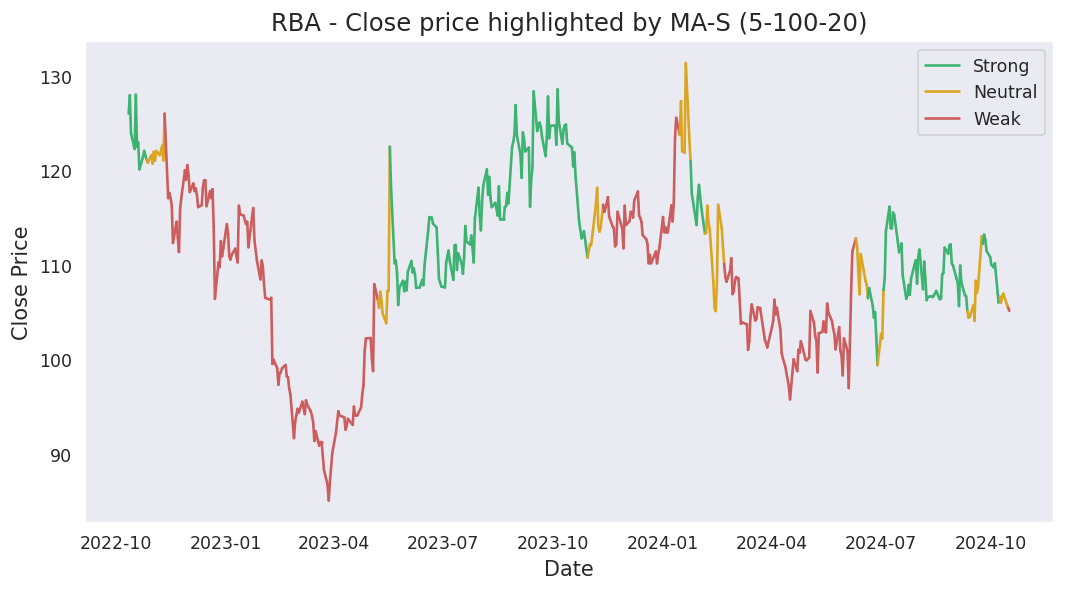 RBA - Close price highlighted by MA-S (5-100-20)
Strong
Neutral
Weak
130
120
110
100
90
Close Price
2022-10 2023-01 2023-04 2023-07 2023-10 2024-01 2024-04 2024-07 2024-10
Date